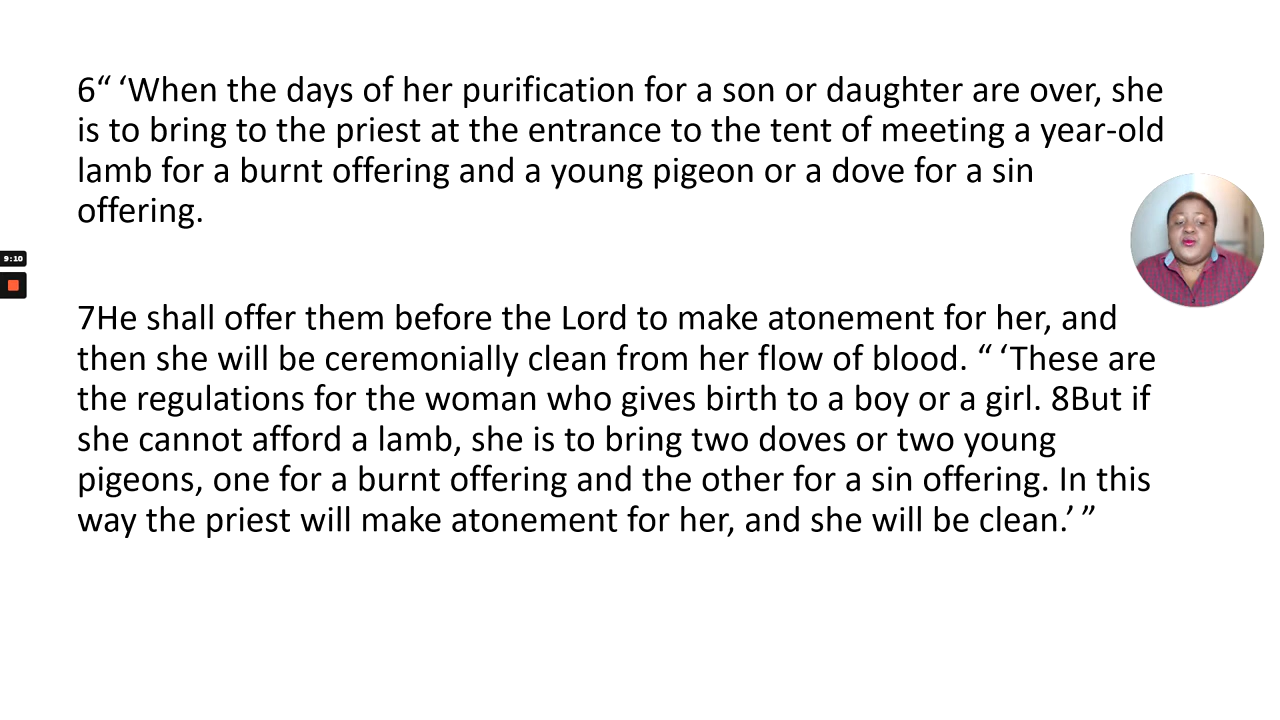 6“ ‘When the days of her purification for a son or daughter are over, she
is to bring to the priest at the entrance to the tent of meeting a year-old
lamb for a burnt offering and a young pigeon or a dove for a sin
offering.
9:10
7He shall offer them before the Lord to make atonement for her, and
then she will be ceremonially clean from her flow of blood. “ ‘These are
the regulations for the woman who gives birth to a boy or a girl. 8But if
she cannot afford a lamb, she is to bring two doves or two young
pigeons, one for a burnt offering and the other for a sin offering. In this
way the priest will make atonement for her, and she will be clean.’ ”